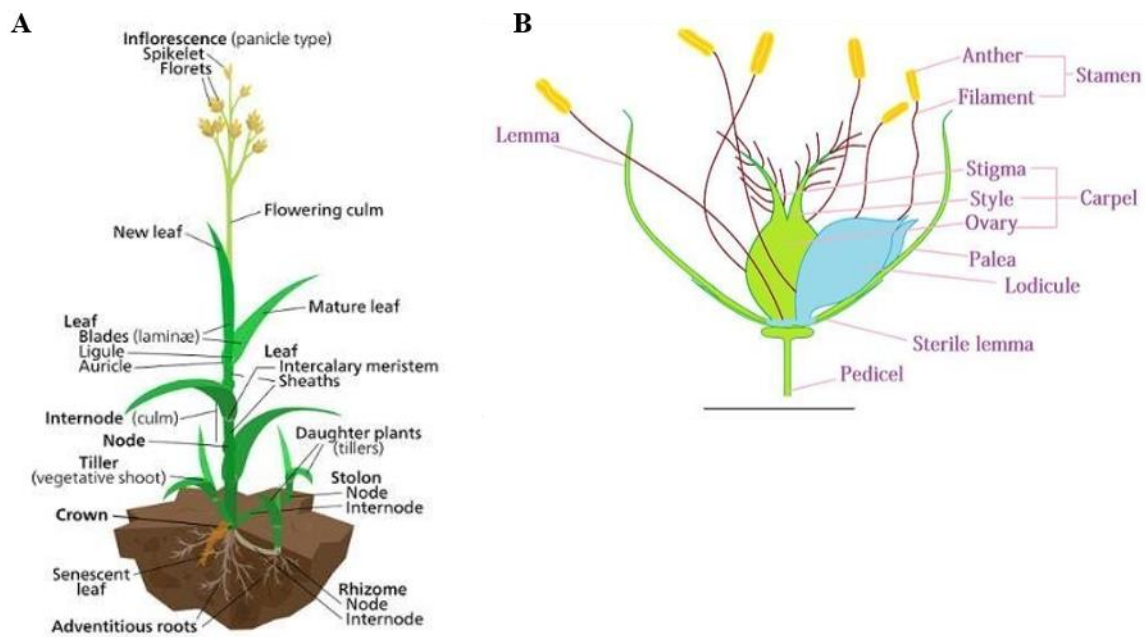 A
Inflorescence (panicle type)
Spikelet
Florets
Flowering culm
New leaf
Mature leaf
Leaf
Blades (laminæ)
Ligule
Auricle
Leaf
Intercalary meristem
Sheaths
Internode (culm)
Node
Daughter plants
(tillers)
Tiller
(vegetative shoot)
Stolon
Node
Internode
Crown
Senescent
leaf
Rhizome
Node
Internode
Adventitious roots
B
Anther
Stamen
Filament
Lemma
Stigma
Style
Carpel
Ovary
Palea
Lodicule
Sterile lemma
Pedicel